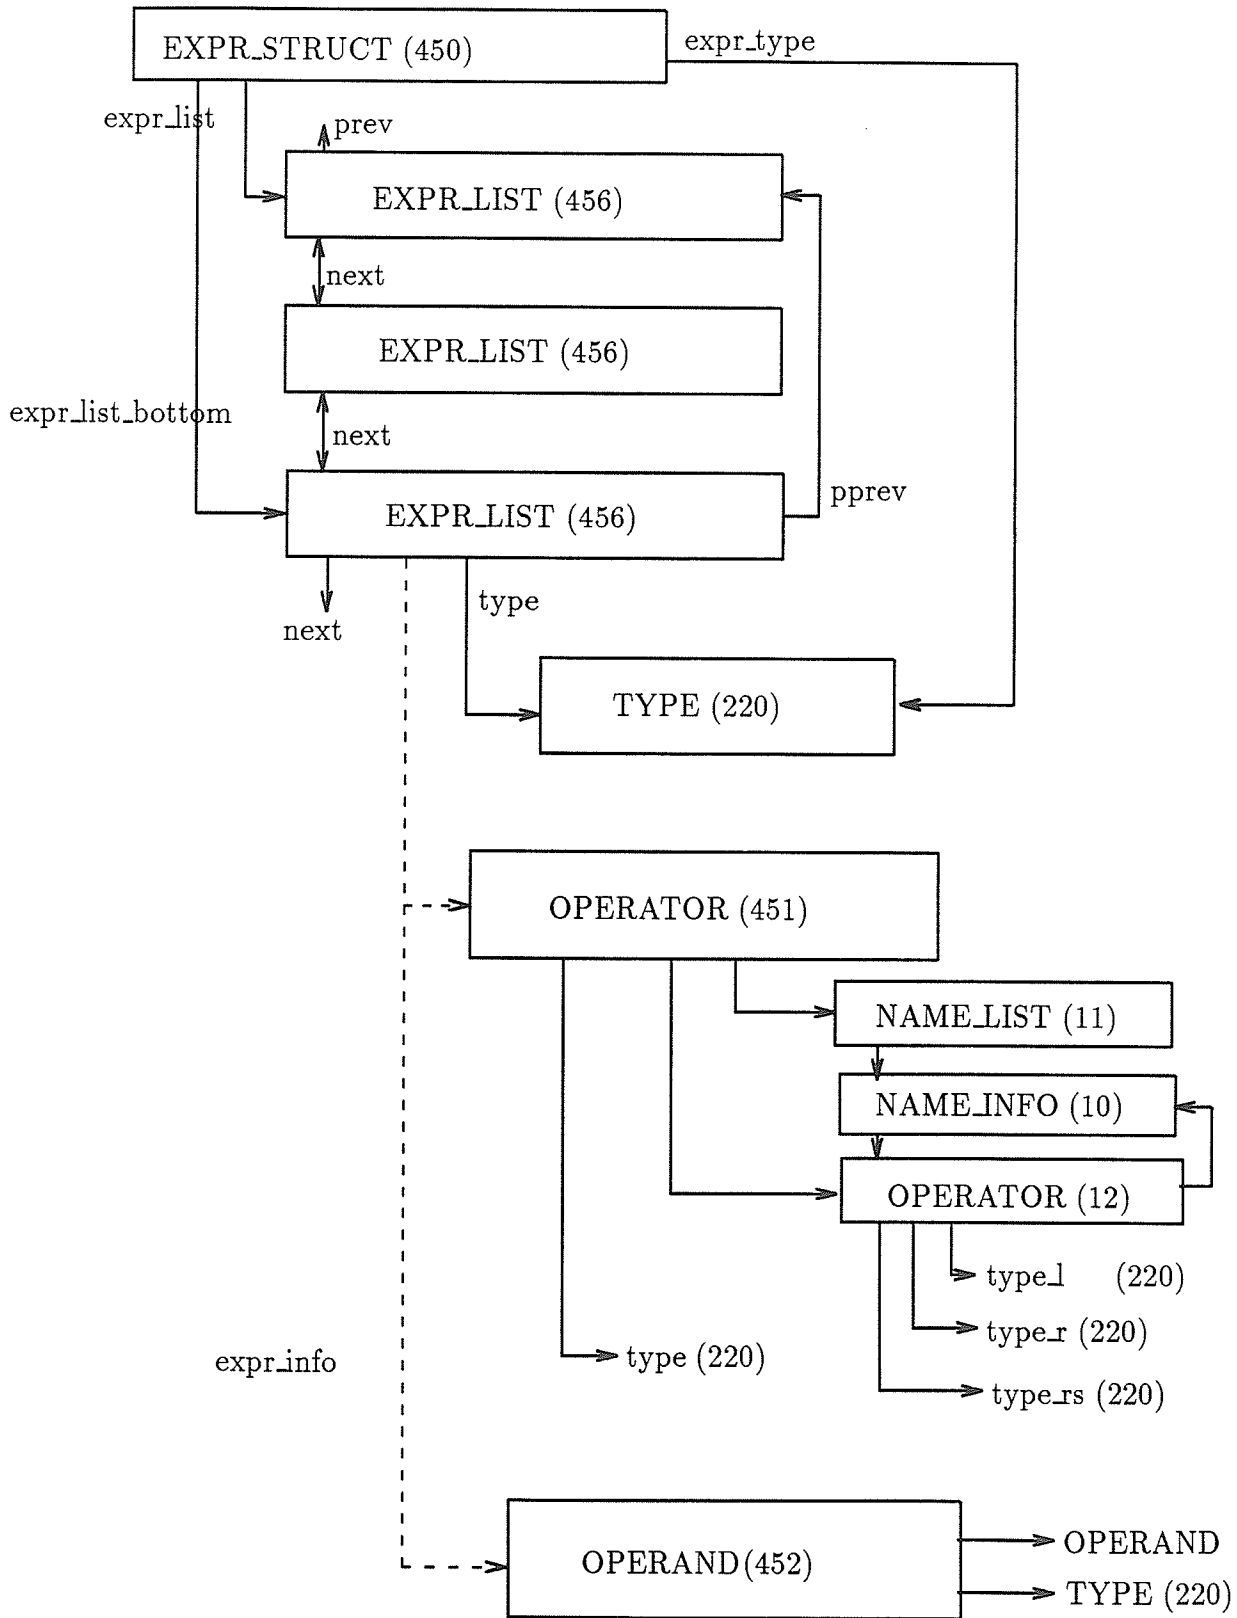 EXPR_STRUCT (450)
expr_type
expr_list
prev
EXPR_LIST (456)
next
EXPR_LIST (456)
expr_list_bottom
next
EXPR_LIST (456)
pprev
type
next
TYPE (220)
OPERATOR (451)
NAME_LIST (11)
NAME_INFO (10)
OPERATOR (12)
type_l (220)
type_r (220)
type (220)
expr_info
type_rs (220)
OPERAND (452)
OPERAND
TYPE (220)